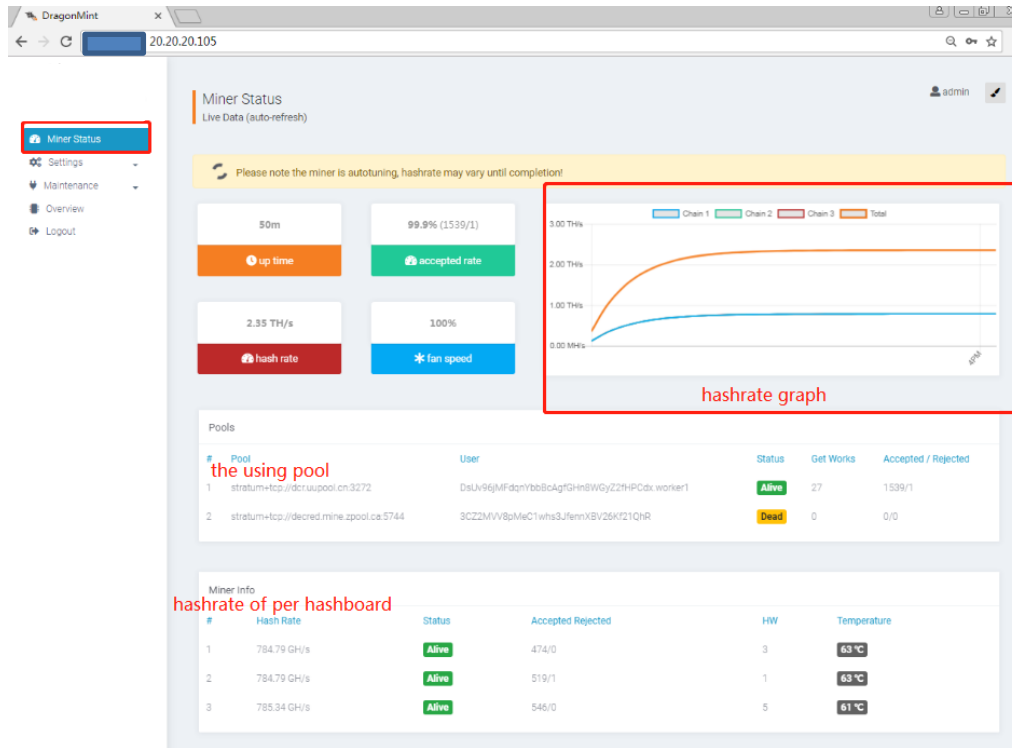 DragonMint
20.20.20.105
admin
Miner Status
Live Data (auto-refresh)
Miner Status
Settings
Maintenance
Overview
Logout
Please note the miner is autotuning, hashrate may vary until completion!
50m
up time
99.9% (1539/1)
accepted rate
2.35 TH/s
hash rate
100%
fan speed
Chain 1 Chain 2 Chain 3 Total
3.00 TH/s
2.00 TH/s
1.00 TH/s
0.00 MH/s
4PM
hashrate graph
Pools
# Pool User Status Get Works Accepted / Rejected
the using pool
1 stratum+tcp://dcr.uupool.cn:3272 DsUv96jMFdqnYbbBcAgfGHn8WGyZ2fHPCdx.worker1 Alive 27 1539/1
2 stratum+tcp://decred.mine.zpool.ca:5744 3CZ2MVV8pMeC1whs3JfennXBV26Kf21QhR Dead 0 0/0
Miner Info
hashrate of per hashboard
# Hash Rate Status Accepted Rejected HW Temperature
1 784.79 GH/s Alive 474/0 3 63 °C
2 784.79 GH/s Alive 519/1 1 63 °C
3 785.34 GH/s Alive 546/0 5 61 °C